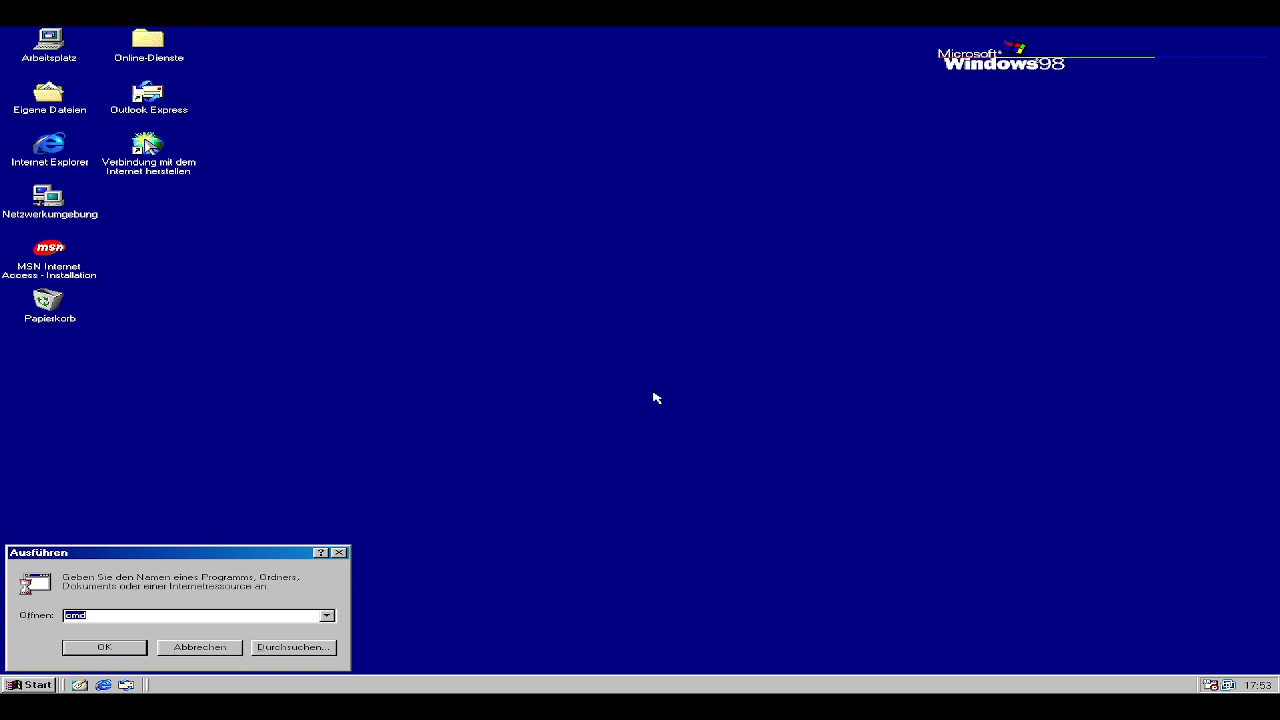 Arbeitsplatz
Online-Dienste
Microsoft
Windows 98
Eigene Dateien
Outlook Express
Internet Explorer
Verbindung mit dem
Internet herstellen
Netzwerkumgebung
msn
MSN Internet
Access - Installation
Papierkorb
Ausführen
Geben Sie den Namen eines Programms, Ordners,
Dokuments oder einer Internetressource an.
Öffnen: cmd
OK Abbrechen Durchsuchen...
Start 17:53